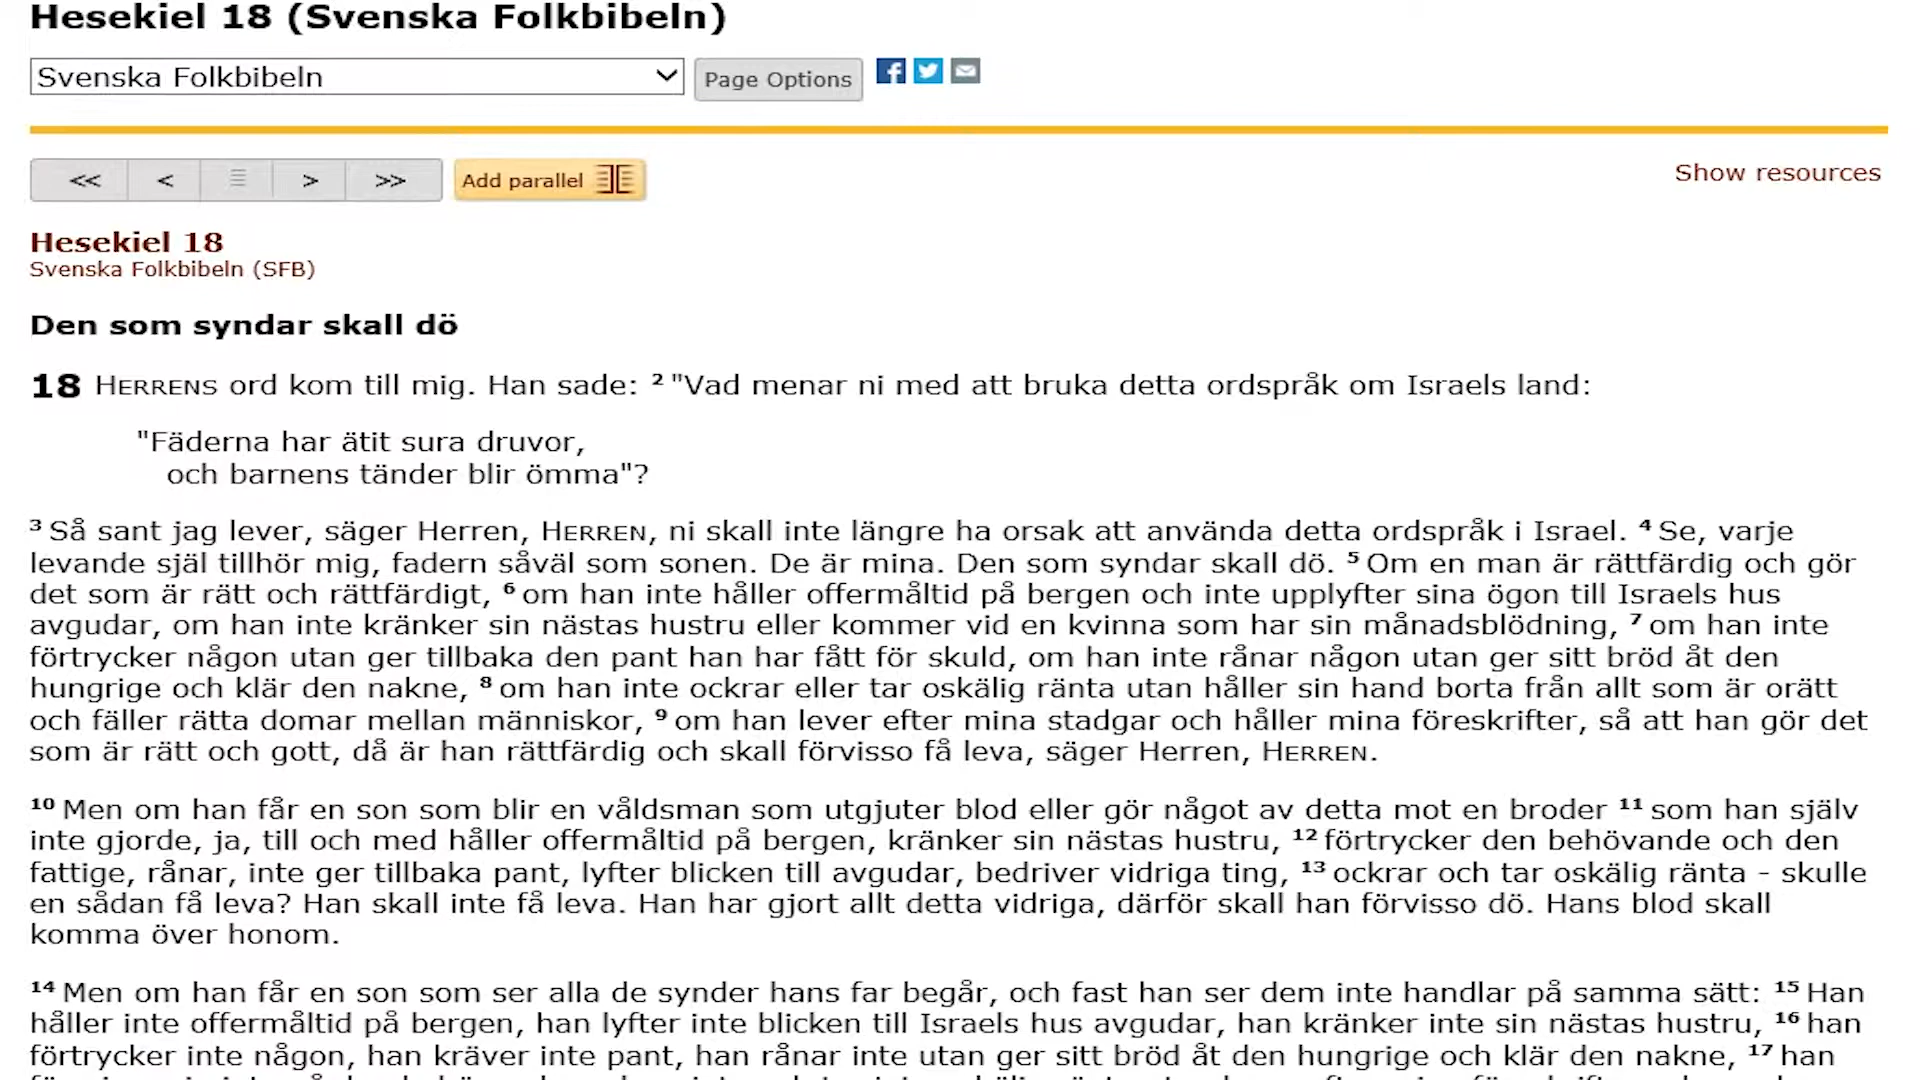 Hesekiel 18 (Svenska Folkbibeln)
Svenska Folkbibeln
Page Options
<<
<
>
>>
Add parallel
Show resources
Hesekiel 18
Svenska Folkbibeln (SFB)
Den som syndar skall dö
18 HERRENS ord kom till mig. Han sade: 2 "Vad menar ni med att bruka detta ordspråk om Israels land:
"Fäderna har ätit sura druvor,
och barnens tänder blir ömma"?
3 Så sant jag lever, säger Herren, HERREN, ni skall inte längre ha orsak att använda detta ordspråk i Israel. 4 Se, varje
levande själ tillhör mig, fadern såväl som sonen. De är mina. Den som syndar skall dö. 5 Om en man är rättfärdig och gör
det som är rätt och rättfärdigt, 6 om han inte håller offermåltid på bergen och inte upplyfter sina ögon till Israels hus
avgudar, om han inte kränker sin nästas hustru eller kommer vid en kvinna som har sin månadsblödning, 7 om han inte
förtrycker någon utan ger tillbaka den pant han har fått för skuld, om han inte rånar någon utan ger sitt bröd åt den
hungrige och klär den nakne, 8 om han inte ockrar eller tar oskälig ränta utan håller sin hand borta från allt som är orätt
och fäller rätta domar mellan människor, 9 om han lever efter mina stadgar och håller mina föreskrifter, så att han gör det
som är rätt och gott, då är han rättfärdig och skall förvisso få leva, säger Herren, HERREN.
10 Men om han får en son som blir en våldsman som utgjuter blod eller gör något av detta mot en broder 11 som han själv
inte gjorde, ja, till och med håller offermåltid på bergen, kränker sin nästas hustru, 12 förtrycker den behövande och den
fattige, rånar, inte ger tillbaka pant, lyfter blicken till avgudar, bedriver vidriga ting, 13 ockrar och tar oskälig ränta - skulle
en sådan få leva? Han skall inte få leva. Han har gjort allt detta vidriga, därför skall han förvisso dö. Hans blod skall
komma över honom.
14 Men om han får en son som ser alla de synder hans far begår, och fast han ser dem inte handlar på samma sätt: 15 Han
håller inte offermåltid på bergen, han lyfter inte blicken till Israels hus avgudar, han kränker inte sin nästas hustru, 16 han
förtrycker inte någon, han kräver inte pant, han rånar inte utan ger sitt bröd åt den hungrige och klär den nakne, 17 han